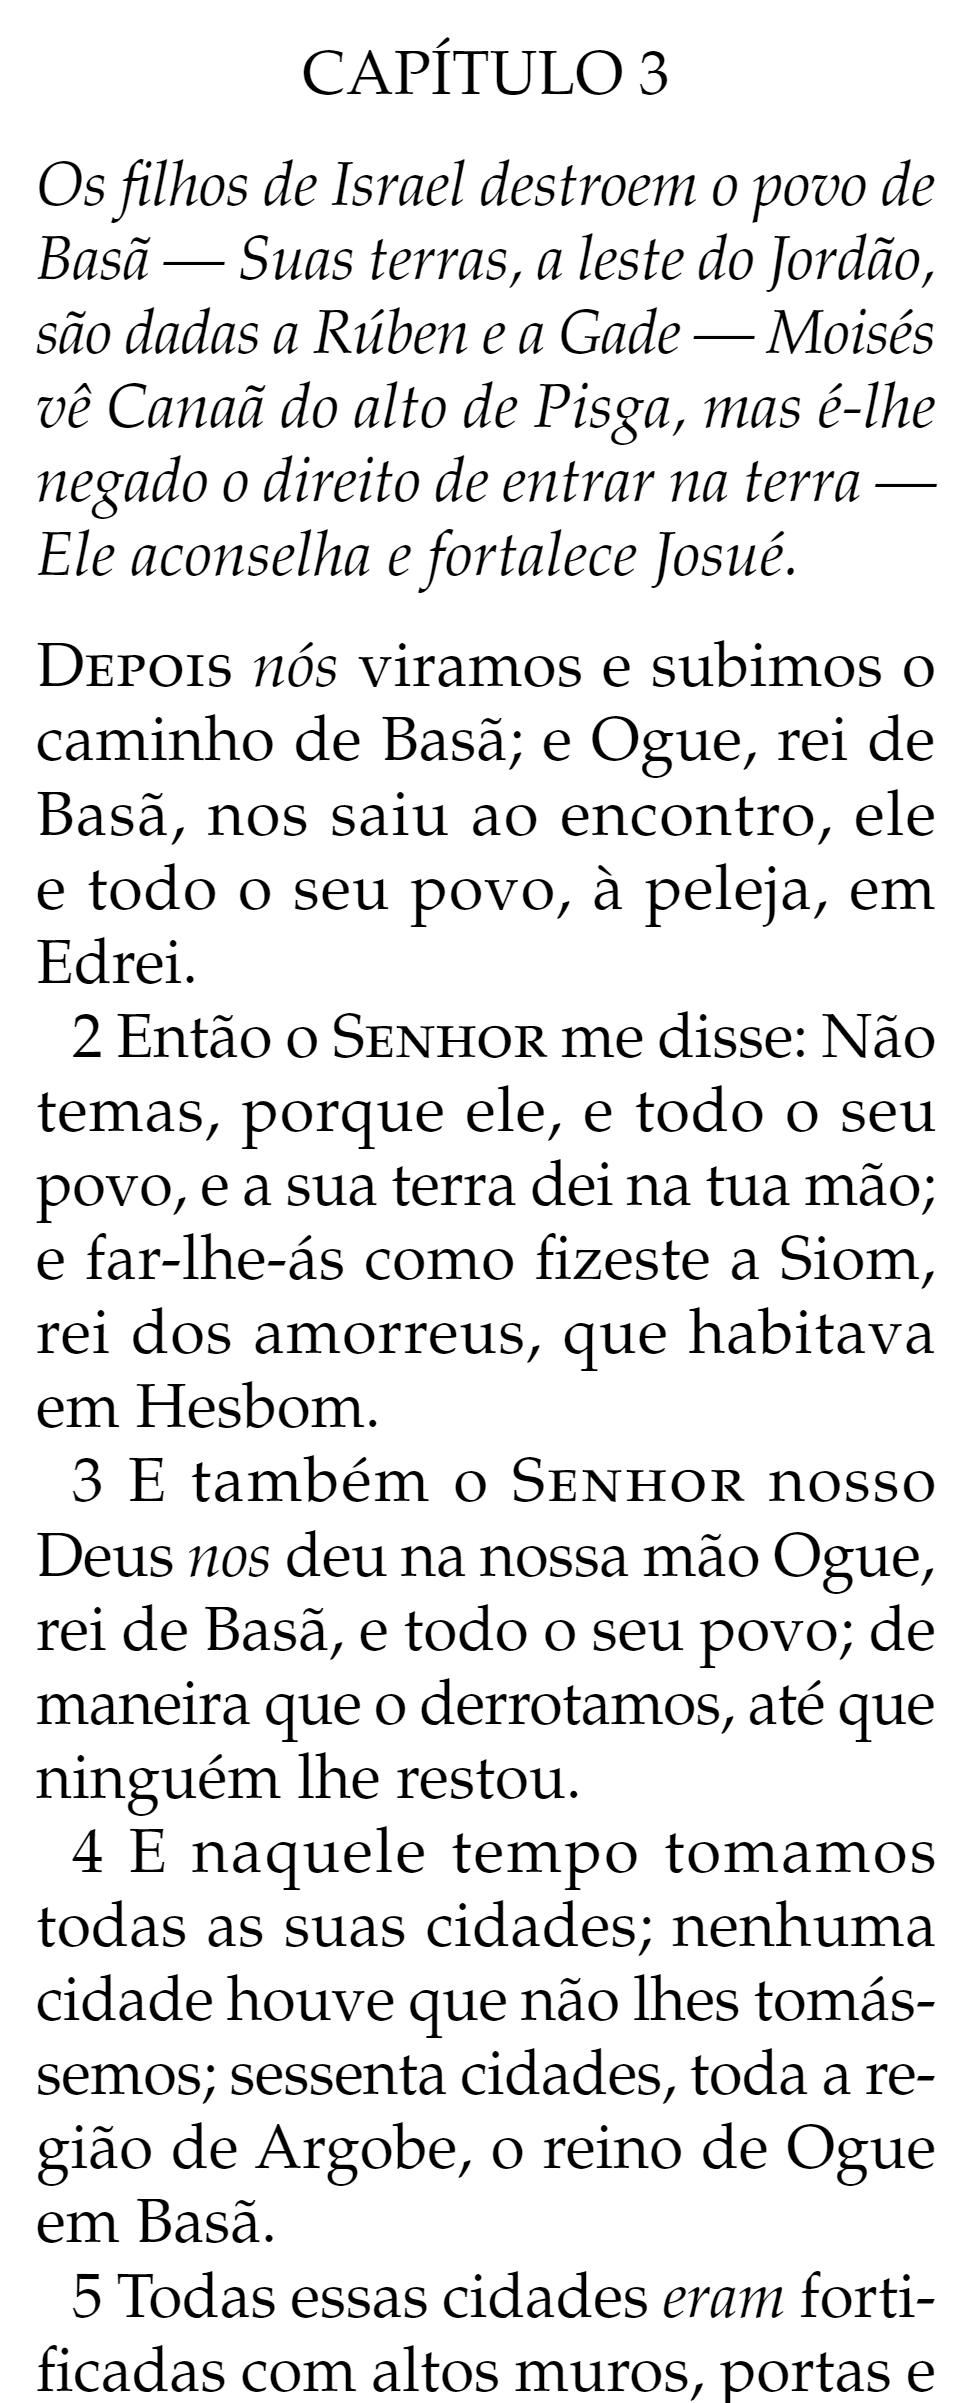 CAPÍTULO 3
Os filhos de Israel destroem o povo de
Basã — Suas terras, a leste do Jordão,
são dadas a Rúben e a Gade — Moisés
vê Canaã do alto de Pisga, mas é-lhe
negado o direito de entrar na terra —
Ele aconselha e fortalece Josué.
DEPOIS nós viramos e subimos o
caminho de Basã; e Ogue, rei de
Basã, nos saiu ao encontro, ele
e todo o seu povo, à peleja, em
Edrei.
2 Então o SENHOR me disse: Não
temas, porque ele, e todo o seu
povo, e a sua terra dei na tua mão;
e far-lhe-ás como fizeste a Siom,
rei dos amorreus, que habitava
em Hesbom.
3 E também o SENHOR nosso
Deus nos deu na nossa mão Ogue,
rei de Basã, e todo o seu povo; de
maneira que o derrotamos, até que
ninguém lhe restou.
4 E naquele tempo tomamos
todas as suas cidades; nenhuma
cidade houve que não lhes tomás-
semos; sessenta cidades, toda a re-
gião de Argobe, o reino de Ogue
em Basã.
5 Todas essas cidades eram forti-
ficadas com altos muros, portas e